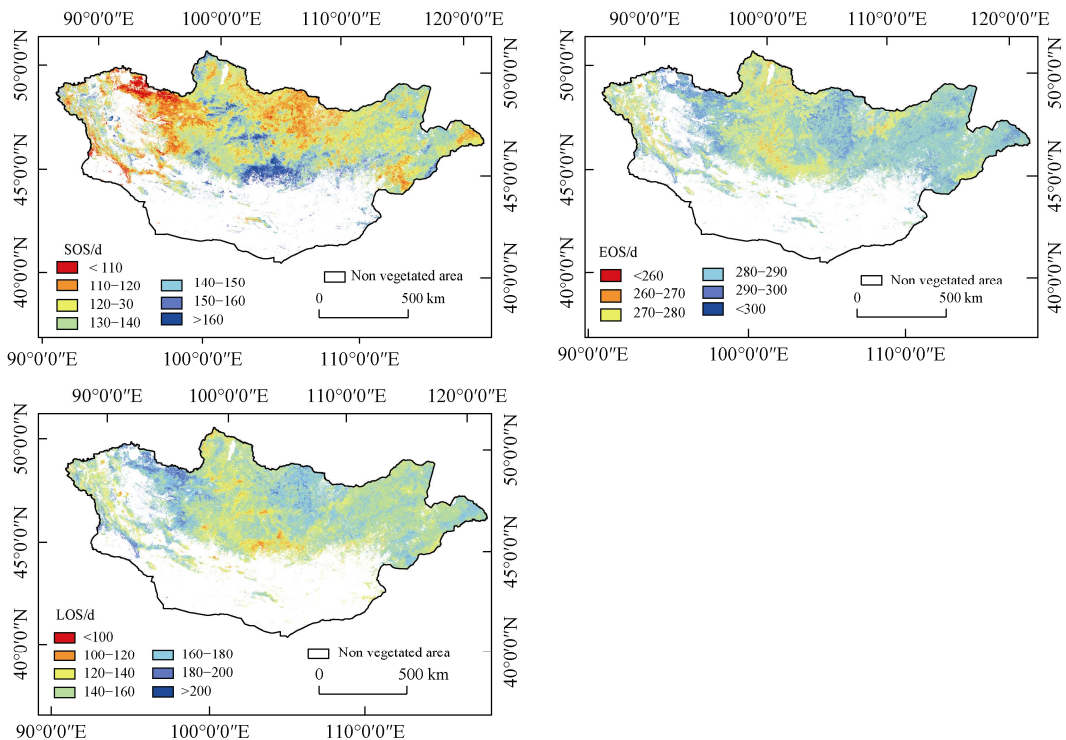 90°0′0″E 100°0′0″E 110°0′0″E 120°0′0″E
50°0′0″N 50°0′0″N
45°0′0″N 45°0′0″N
40°0′0″N 40°0′0″N
SOS/d
< 110
110−120 140−150
120−30 150−160
130−140 >160
Non vegetated area
0 500 km
90°0′0″E 100°0′0″E 110°0′0″E
90°0′0″E 100°0′0″E 110°0′0″E 120°0′0″E
50°0′0″N 50°0′0″N
45°0′0″N 45°0′0″N
40°0′0″N 40°0′0″N
EOS/d
<260 280−290
260−270 290−300
270−280 <300
Non vegetated area
0 500 km
90°0′0″E 100°0′0″E 110°0′0″E
90°0′0″E 100°0′0″E 110°0′0″E 120°0′0″E
50°0′0″N 50°0′0″N
45°0′0″N 45°0′0″N
40°0′0″N 40°0′0″N
LOS/d
<100
100−120 160−180
120−140 180−200
140−160 >200
Non vegetated area
0 500 km
90°0′0″E 100°0′0″E 110°0′0″E